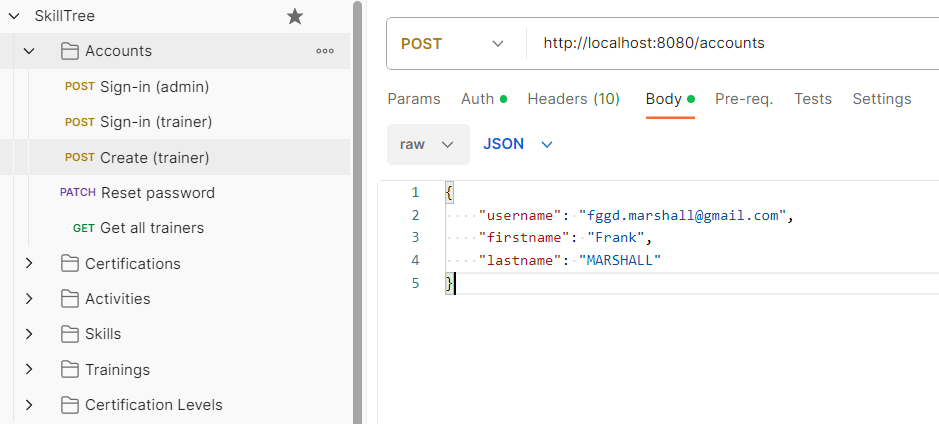 SkillTree
Accounts
POST Sign-in (admin)
POST Sign-in (trainer)
POST Create (trainer)
PATCH Reset password
GET Get all trainers
Certifications
Activities
Skills
Trainings
Certification Levels
POST http://localhost:8080/accounts
Params Auth Headers (10) Body Pre-req. Tests Settings
raw JSON
1 {
2 "username": "fggd.marshall@gmail.com",
3 "firstname": "Frank",
4 "lastname": "MARSHALL"
5 }